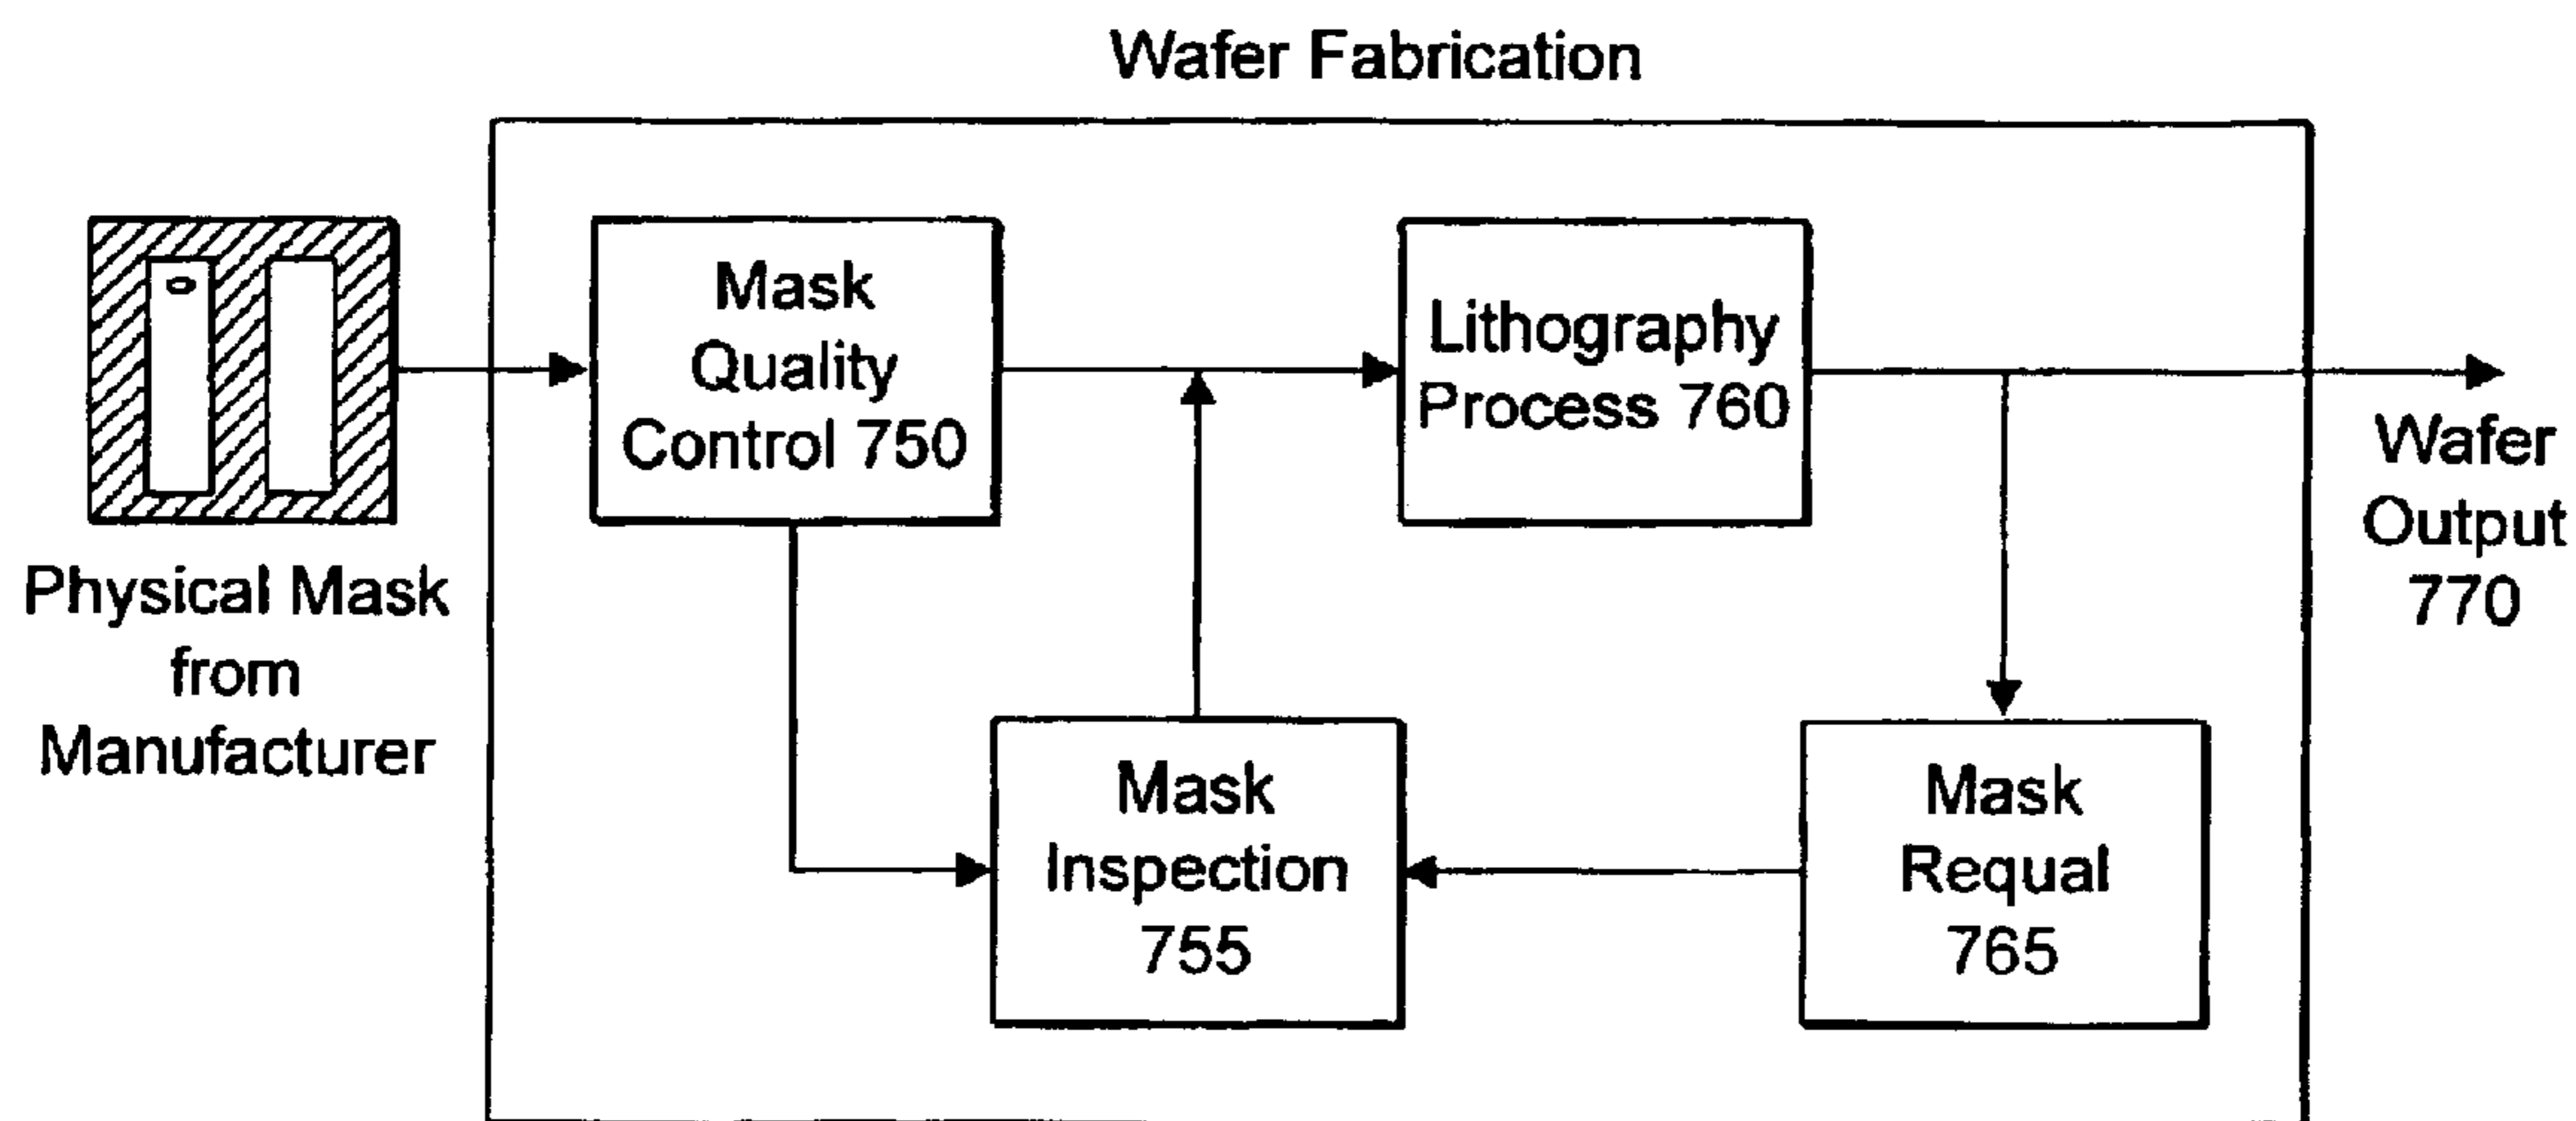 Wafer Fabrication
Mask
Quality
Control 750
Lithography
Process 760
Wafer
Output
770
Physical Mask
from
Manufacturer
Mask
Inspection
755
Mask
Requal
765